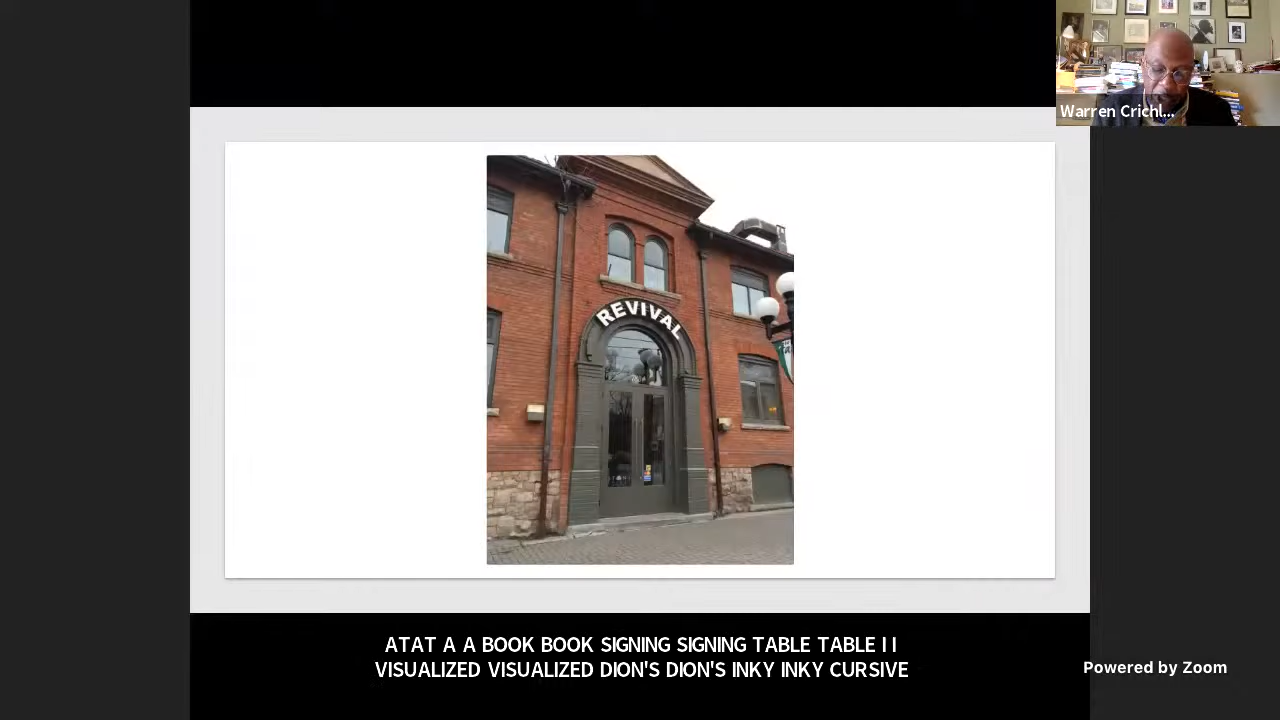 Warren Crichl...
REVIVAL
ATAT A A BOOK BOOK SIGNING SIGNING TABLE TABLE I I
VISUALIZED VISUALIZED DION'S DION'S INKY INKY CURSIVE
Powered by Zoom